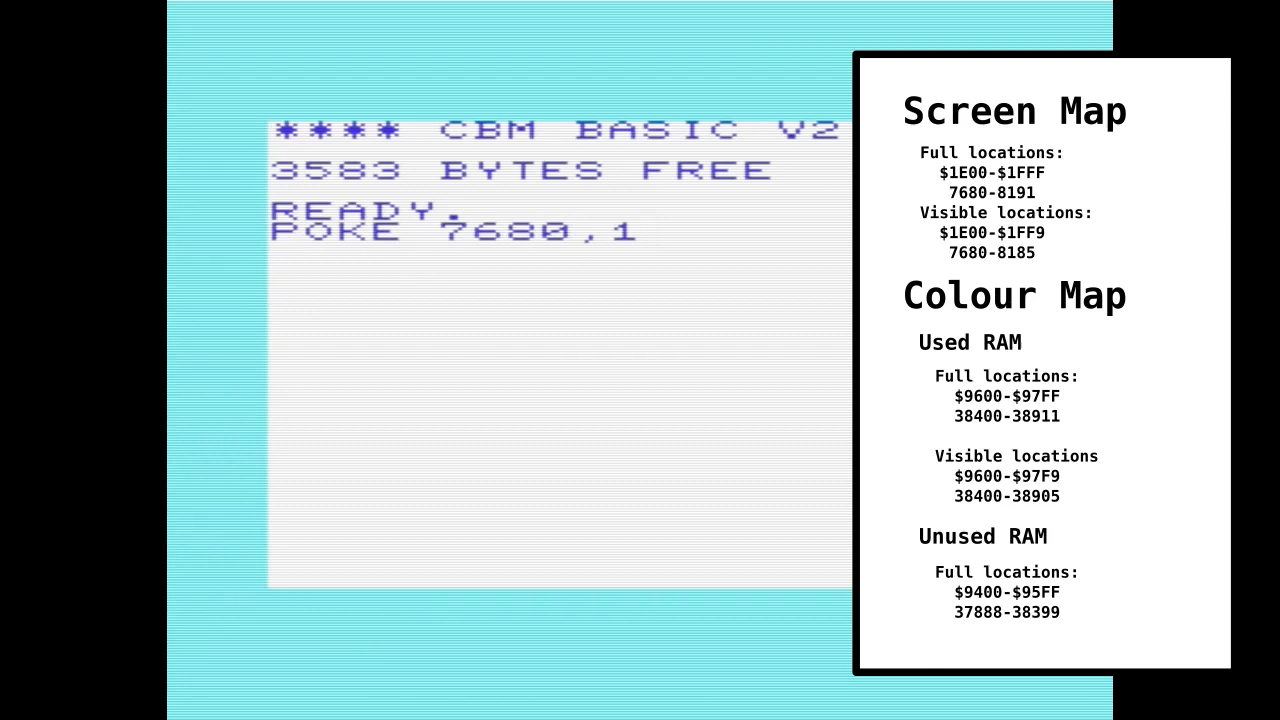 **** CBM BASIC V2
3583 BYTES FREE
READY.
POKE 7680,1
Screen Map
Full locations:
$1E00-$1FFF
7680-8191
Visible locations:
$1E00-$1FF9
7680-8185
Colour Map
Used RAM
Full locations:
$9600-$97FF
38400-38911
Visible locations
$9600-$97F9
38400-38905
Unused RAM
Full locations:
$9400-$95FF
37888-38399